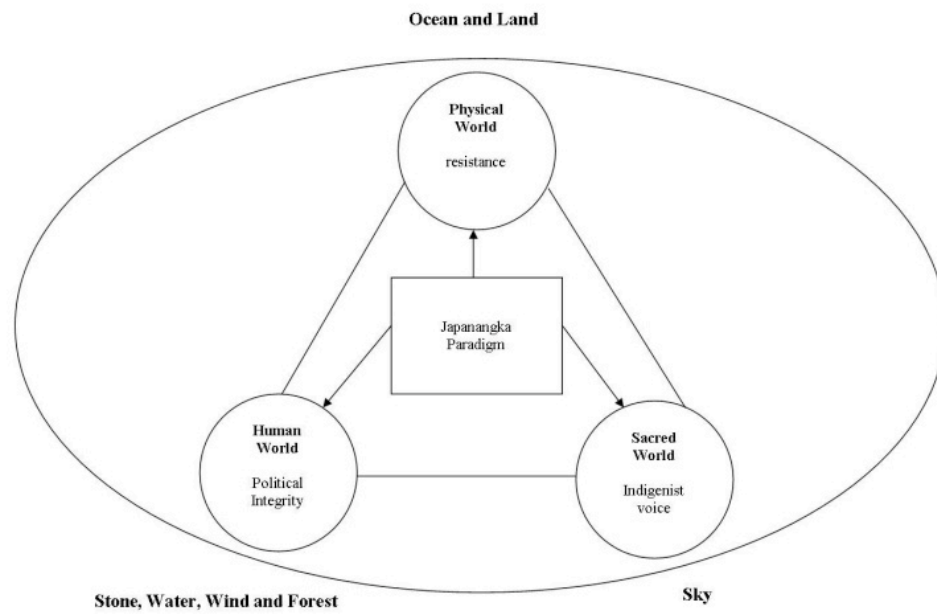 Ocean and Land
Physical
World
resistance
Japanangka
Paradigm
Human
World
Political
Integrity
Sacred
World
Indigenist
voice
Stone, Water, Wind and Forest
Sky